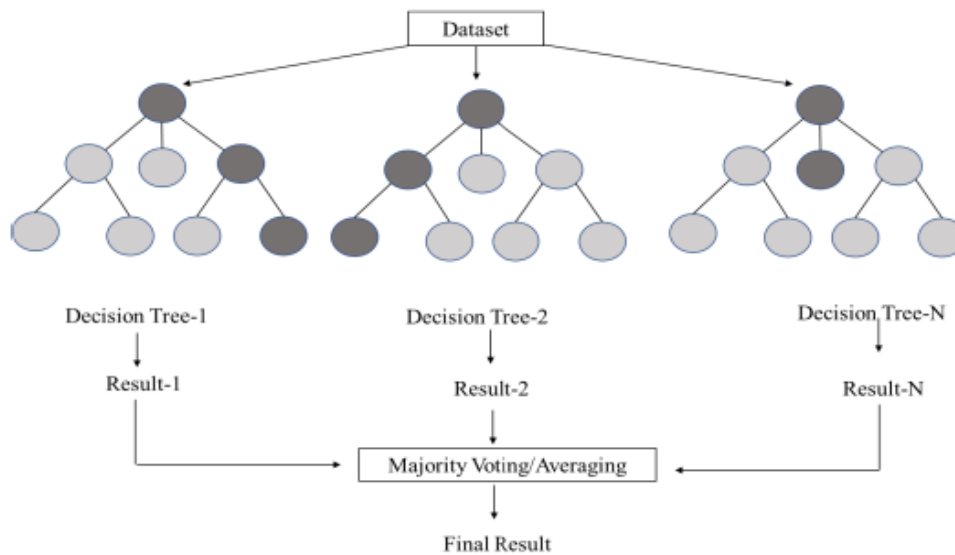 Dataset
Decision Tree-1
Decision Tree-2
Decision Tree-N
Result-1
Result-2
Result-N
Majority Voting/Averaging
Final Result